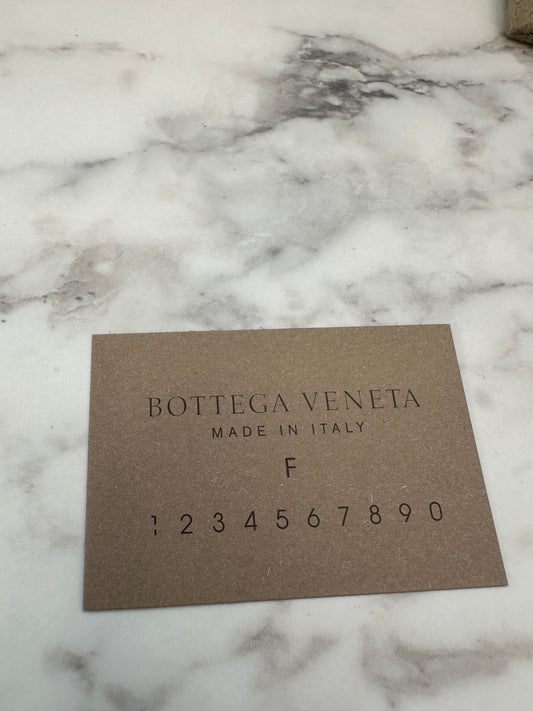 BOTTEGA VENETA
MADE IN ITALY
F
1 2 3 4 5 6 7 8 9 0